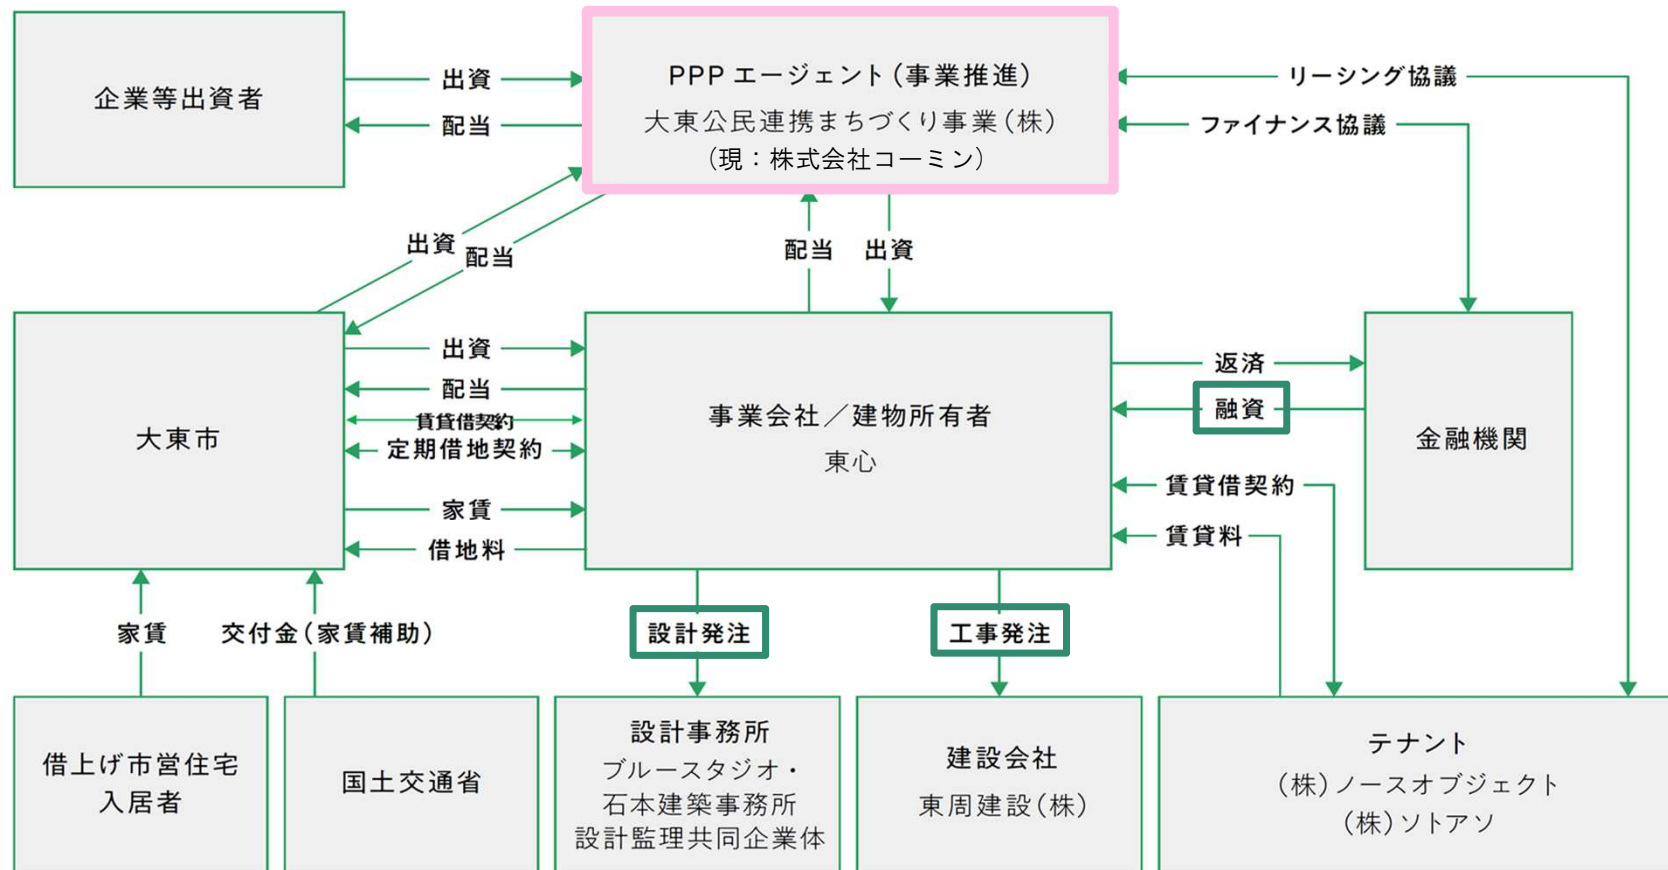 企業等出資者
出資
配当
PPP エージェント(事業推進)
大東公民連携まちづくり事業(株)
(現：株式会社コーミン)
リーシング協議
ファイナンス協議
出資
配当
配当
出資
大東市
出資
配当
賃貸借契約
定期借地契約
家賃
借地料
事業会社／建物所有者
東心
返済
融資
賃貸借契約
賃貸料
金融機関
家賃
交付金(家賃補助)
設計発注
工事発注
借上げ市営住宅
入居者
国土交通省
設計事務所
ブルースタジオ・
石本建築事務所
設計監理共同企業体
建設会社
東周建設(株)
テナント
(株)ノースオブジェクト
(株)ソトアソ